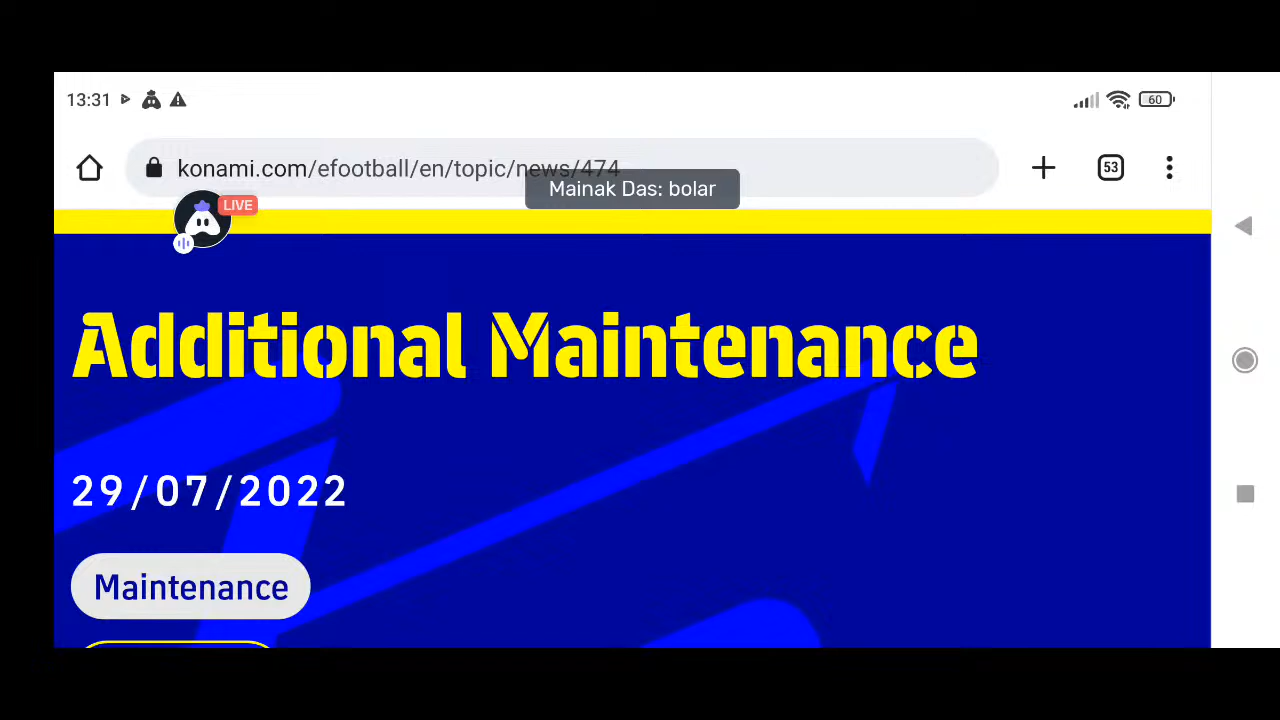 13:31
60
konami.com/efootball/en/topic/news/474
53
Mainak Das: bolar
LIVE
Additional Maintenance
29/07/2022
Maintenance